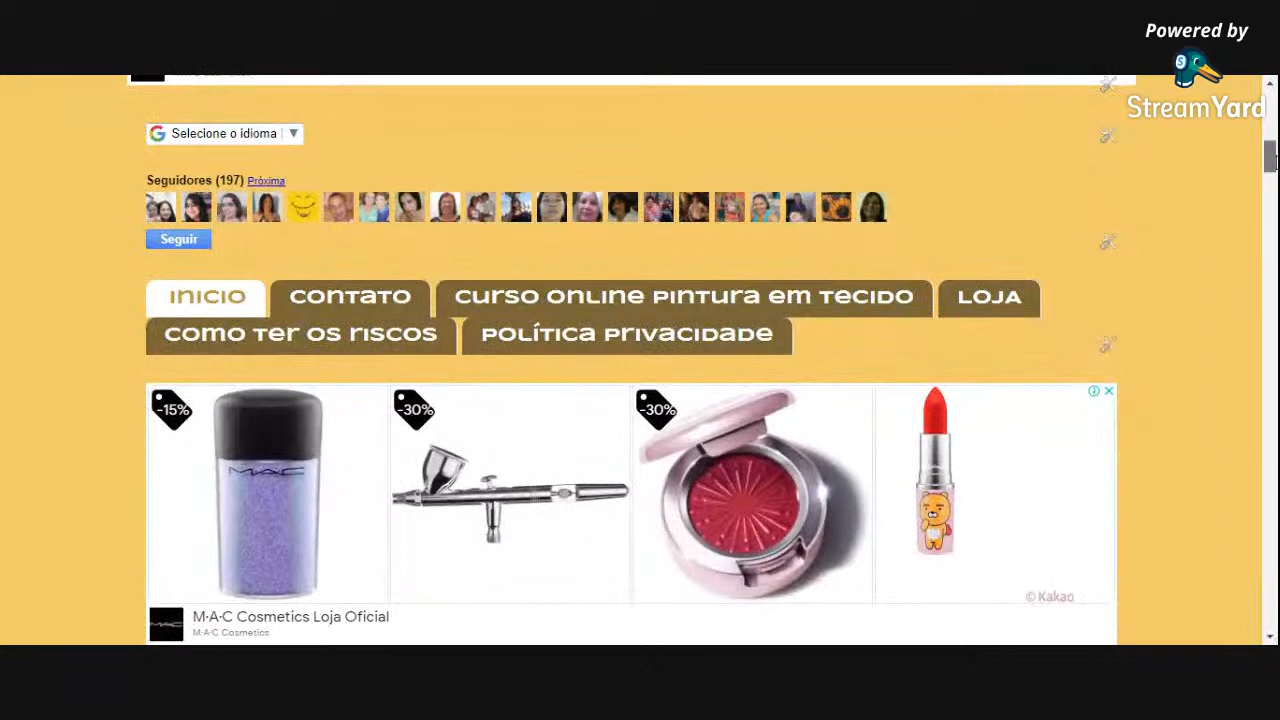 Powered by
StreamYard
Selecione o idioma
Seguidores (197) Próxima
Seguir
INICIO
CONTATO
CURSO ONLINE PINTURA EM TECIDO
LOJA
COMO TER OS RISCOS
POLÍTICA PRIVACIDADE
-15%
-30%
-30%
MAC
© Kakao
MAC
M·A·C Cosmetics Loja Oficial
M·A·C Cosmetics